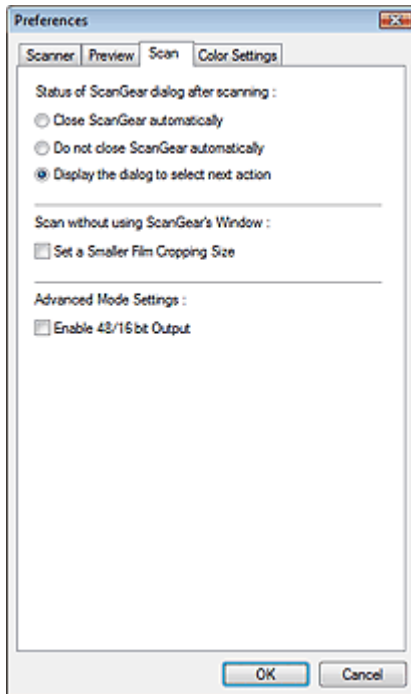 Preferences
Scanner Preview Scan Color Settings
Status of ScanGear dialog after scanning :
Close ScanGear automatically
Do not close ScanGear automatically
Display the dialog to select next action
Scan without using ScanGear's Window :
Set a Smaller Film Cropping Size
Advanced Mode Settings :
Enable 48/16 bit Output
OK Cancel